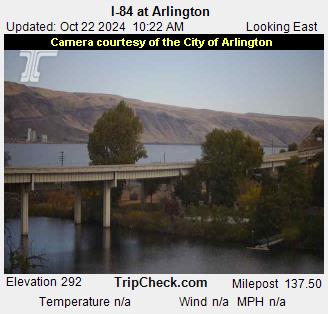 I-84 at Arlington
Updated: Oct 22 2024 10:22 AM Looking East
Camera courtesy of the City of Arlington
Elevation 292 TripCheck.com Milepost 137.50
Temperature n/a Wind n/a MPH n/a